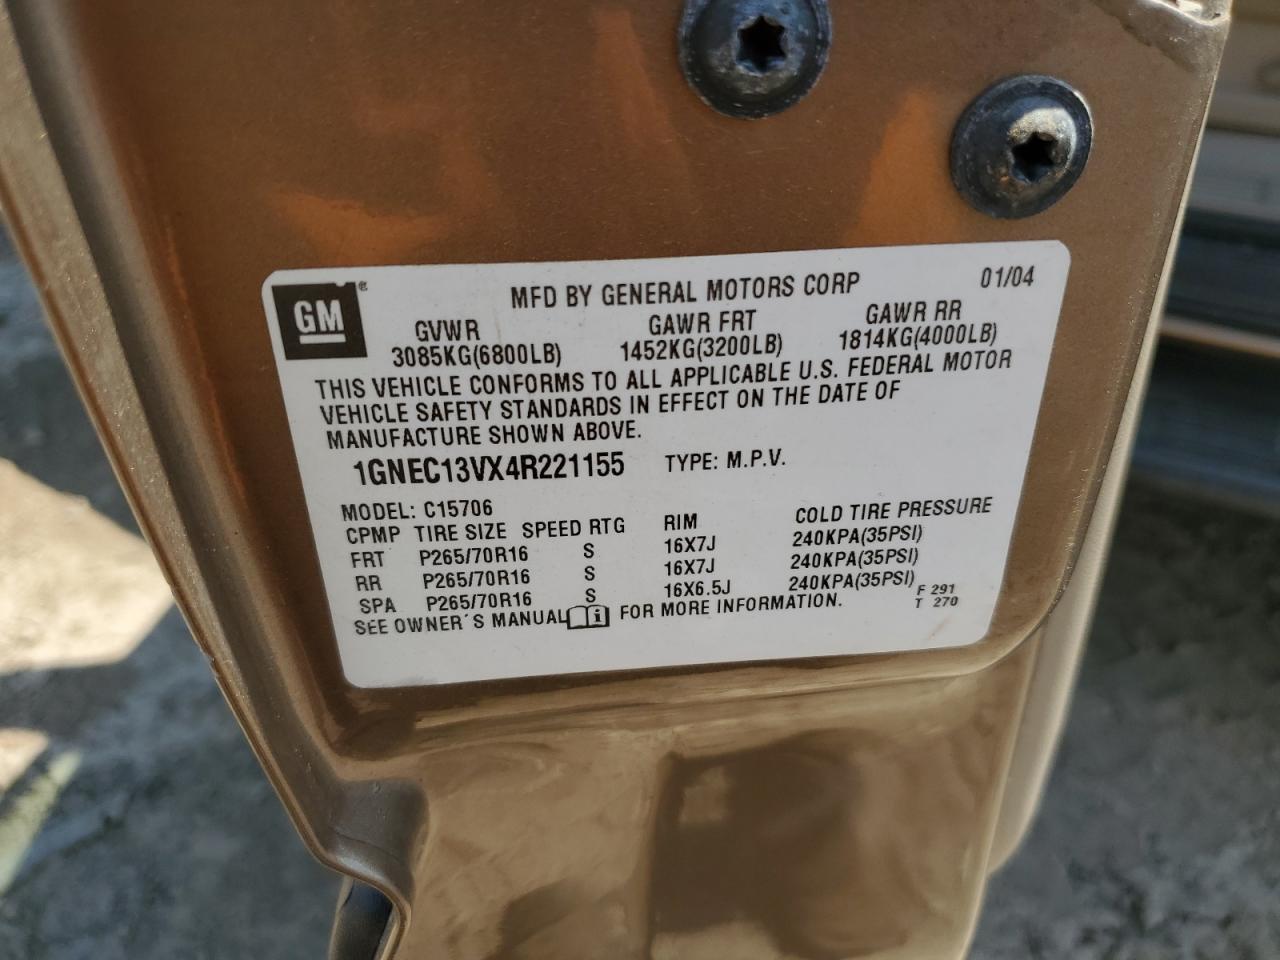 GM®
MFD BY GENERAL MOTORS CORP 01/04
GVWR GAWR FRT GAWR RR
3085KG(6800LB) 1452KG(3200LB) 1814KG(4000LB)
THIS VEHICLE CONFORMS TO ALL APPLICABLE U.S. FEDERAL MOTOR
VEHICLE SAFETY STANDARDS IN EFFECT ON THE DATE OF
MANUFACTURE SHOWN ABOVE.
1GNEC13VX4R221155 TYPE: M.P.V.
MODEL: C15706
CPMP TIRE SIZE SPEED RTG RIM COLD TIRE PRESSURE
FRT P265/70R16 S 16X7J 240KPA(35PSI)
RR P265/70R16 S 16X7J 240KPA(35PSI)
SPA P265/70R16 S 16X6.5J 240KPA(35PSI)
SEE OWNER'S MANUAL i FOR MORE INFORMATION.
F 291
T 270